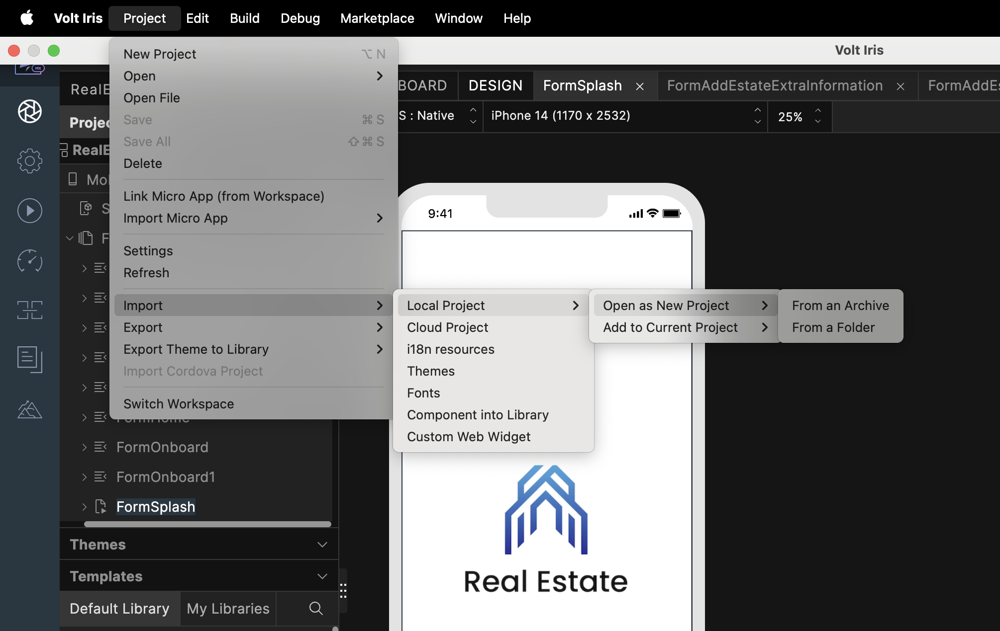 Volt Iris Project Edit Build Debug Marketplace Window Help
Volt Iris
New Project ⌥ N
Open
Open File
Save ⌘ S
Save All ⇧ ⌘ S
Delete
Link Micro App (from Workspace)
Import Micro App
Settings
Refresh
Import
Export
Export Theme to Library
Import Cordova Project
Switch Workspace
Local Project
Cloud Project
i18n resources
Themes
Fonts
Component into Library
Custom Web Widget
Open as New Project
Add to Current Project
From an Archive
From a Folder
MX
RealE
Projec
RealE
Mo
S
F
FormHome
FormOnboard
FormOnboard1
FormSplash
Themes
Templates
Default Library My Libraries
BOARD DESIGN FormSplash FormAddEstateExtraInformation FormAddEs
S : Native iPhone 14 (1170 x 2532) 25%
9:41
Real Estate